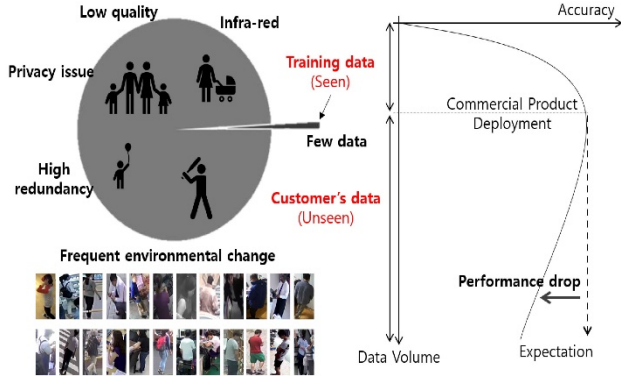 Low quality
Infra-red
Privacy issue
High
redundancy
Training data
(Seen)
Few data
Customer's data
(Unseen)
Frequent environmental change
Accuracy
Commercial Product
Deployment
Performance drop
Data Volume
Expectation